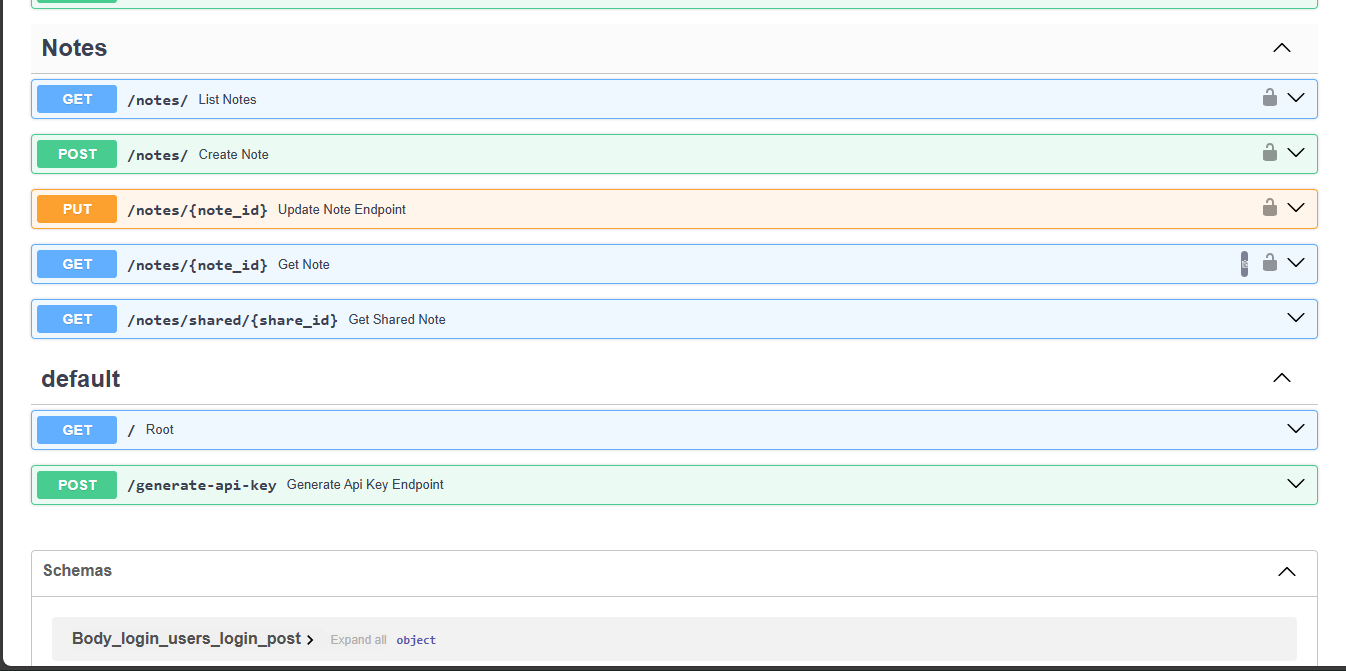 Notes
GET /notes/ List Notes
POST /notes/ Create Note
PUT /notes/{note_id} Update Note Endpoint
GET /notes/{note_id} Get Note
GET /notes/shared/{share_id} Get Shared Note
default
GET / Root
POST /generate-api-key Generate Api Key Endpoint
Schemas
Body_login_users_login_post Expand all object